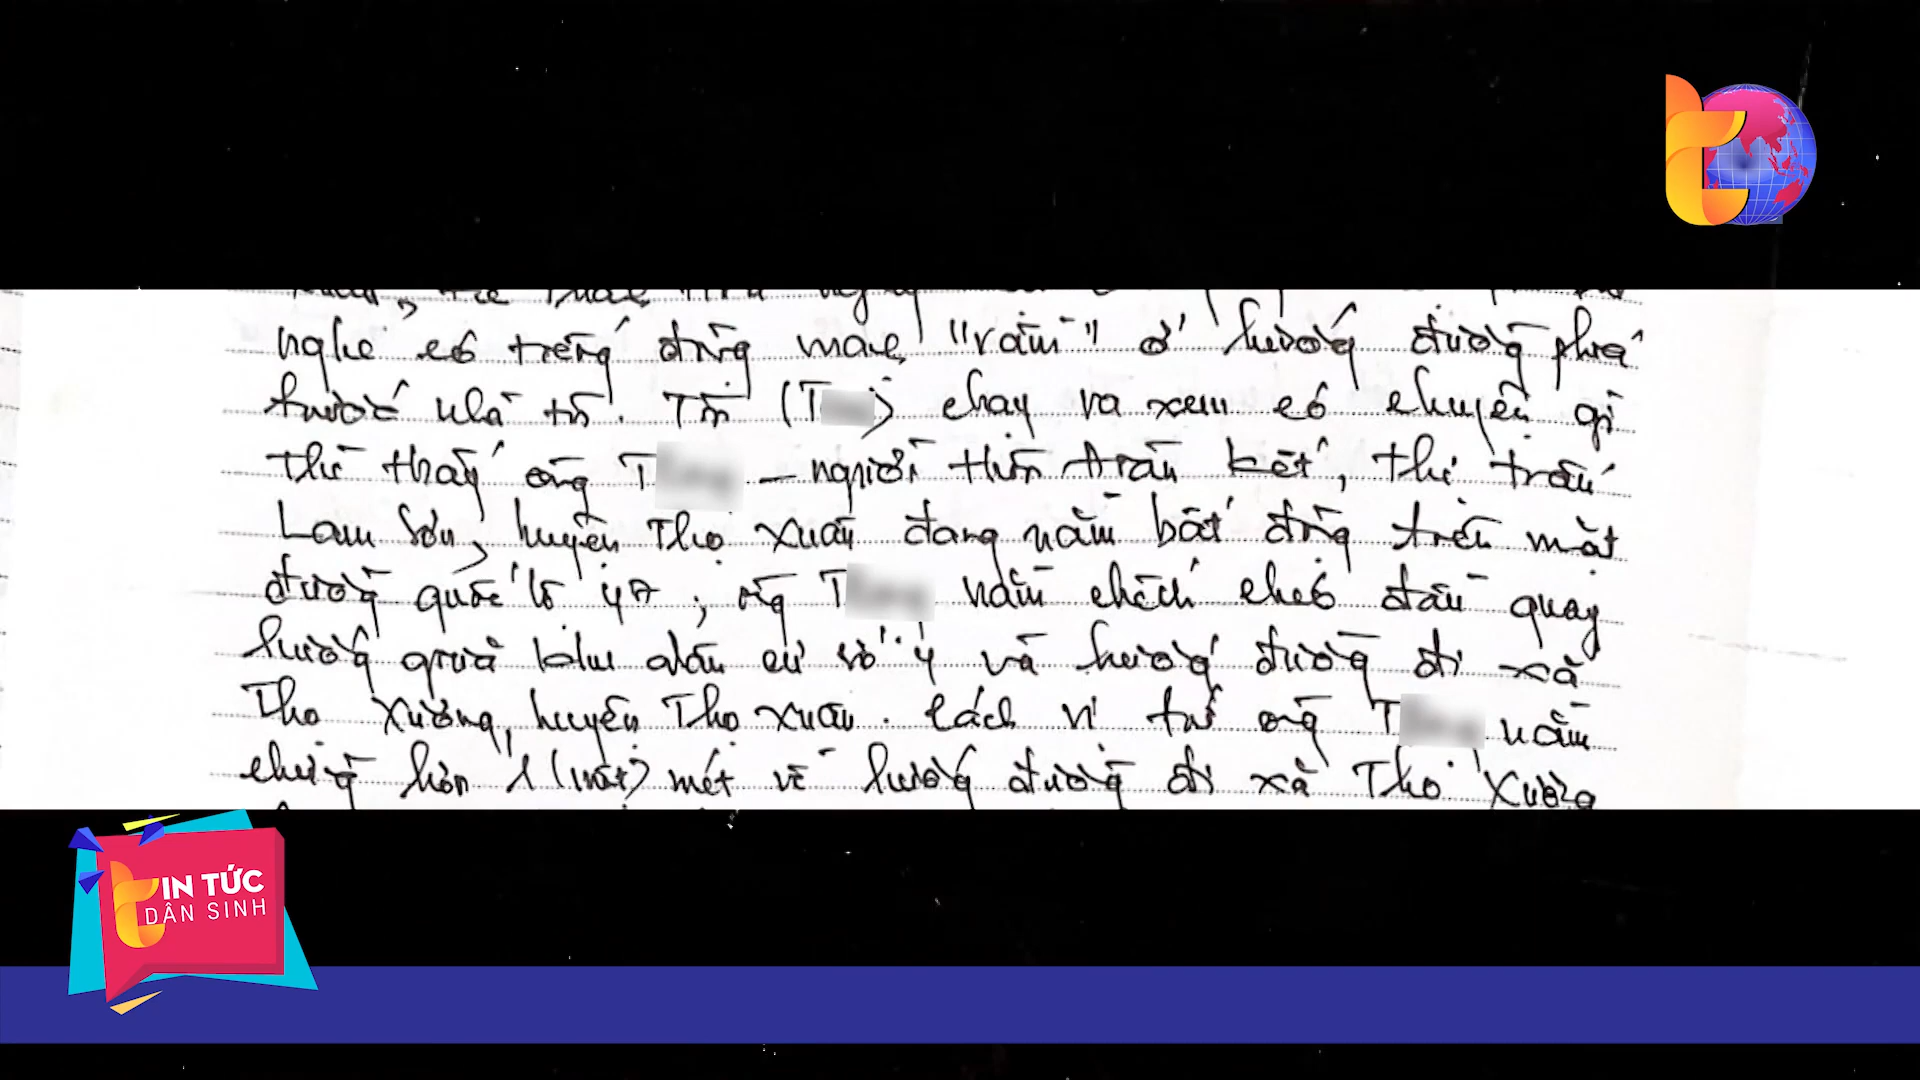 nghe có tiếng động mạnh "rầm" ở hướng đường phía
trước nhà tôi. Tôi (T) chạy ra xem có chuyện gì
thì thấy ông T – người thôn Đoàn Kết, thị trấn
Lam Sơn, huyện Thọ Xuân đang nằm bất động trên mặt
đường quốc lộ 47, ông T nằm chếch chéo đầu quay
hướng qua khu dân cư số 4 và hướng đường đi xã
Thọ Xương, huyện Thọ Xuân. Cách vị trí ông T nằm
chừng hơn 1 (một) mét về hướng đường đi xã Thọ Xương
TIN TỨC
DÂN SINH